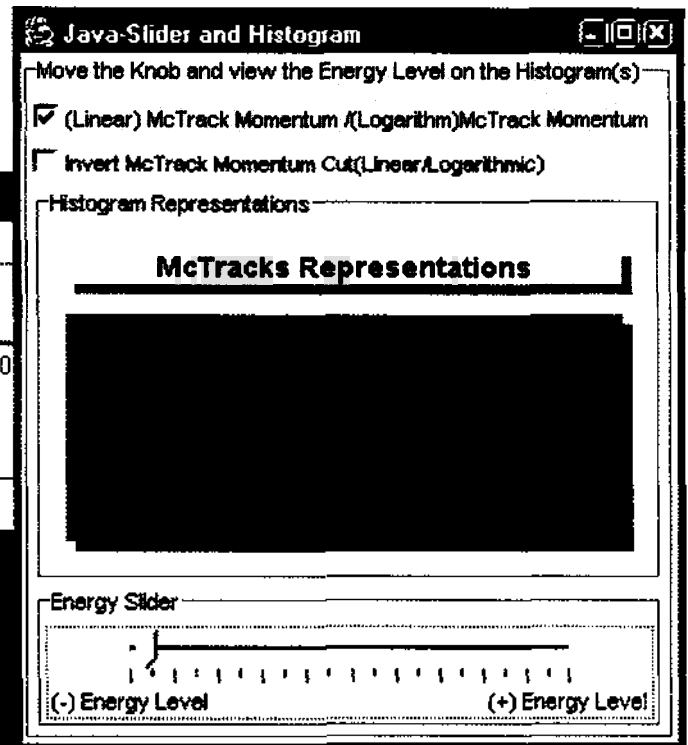 Java-Slider and Histogram
Move the Knob and view the Energy Level on the Histogram(s)
(Linear) McTrack Momentum /(Logarithm)McTrack Momentum
Invert McTrack Momentum Cut(Linear/Logarithmic)
Histogram Representations
McTracks Representations
0
Energy Slider
(-) Energy Level
(+) Energy Level